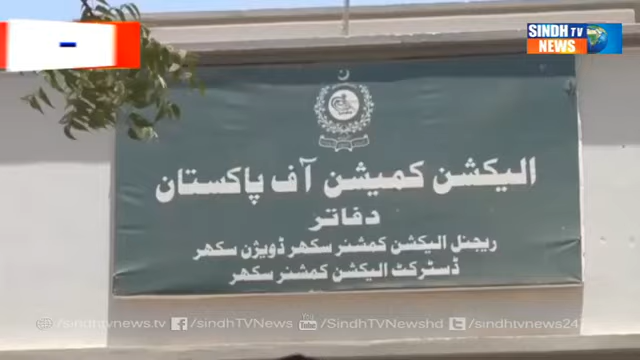 SINDH TV
NEWS
الیکشن کمیشن آف پاکستان
دفاتر
ریجنل الیکشن کمشنر سکھر ڈویژن سکھر
ڈسٹرکٹ الیکشن کمشنر سکھر
/sindhtvnews.tv /sindhTVNews /SindhTVNewshd /sindhtvnews24